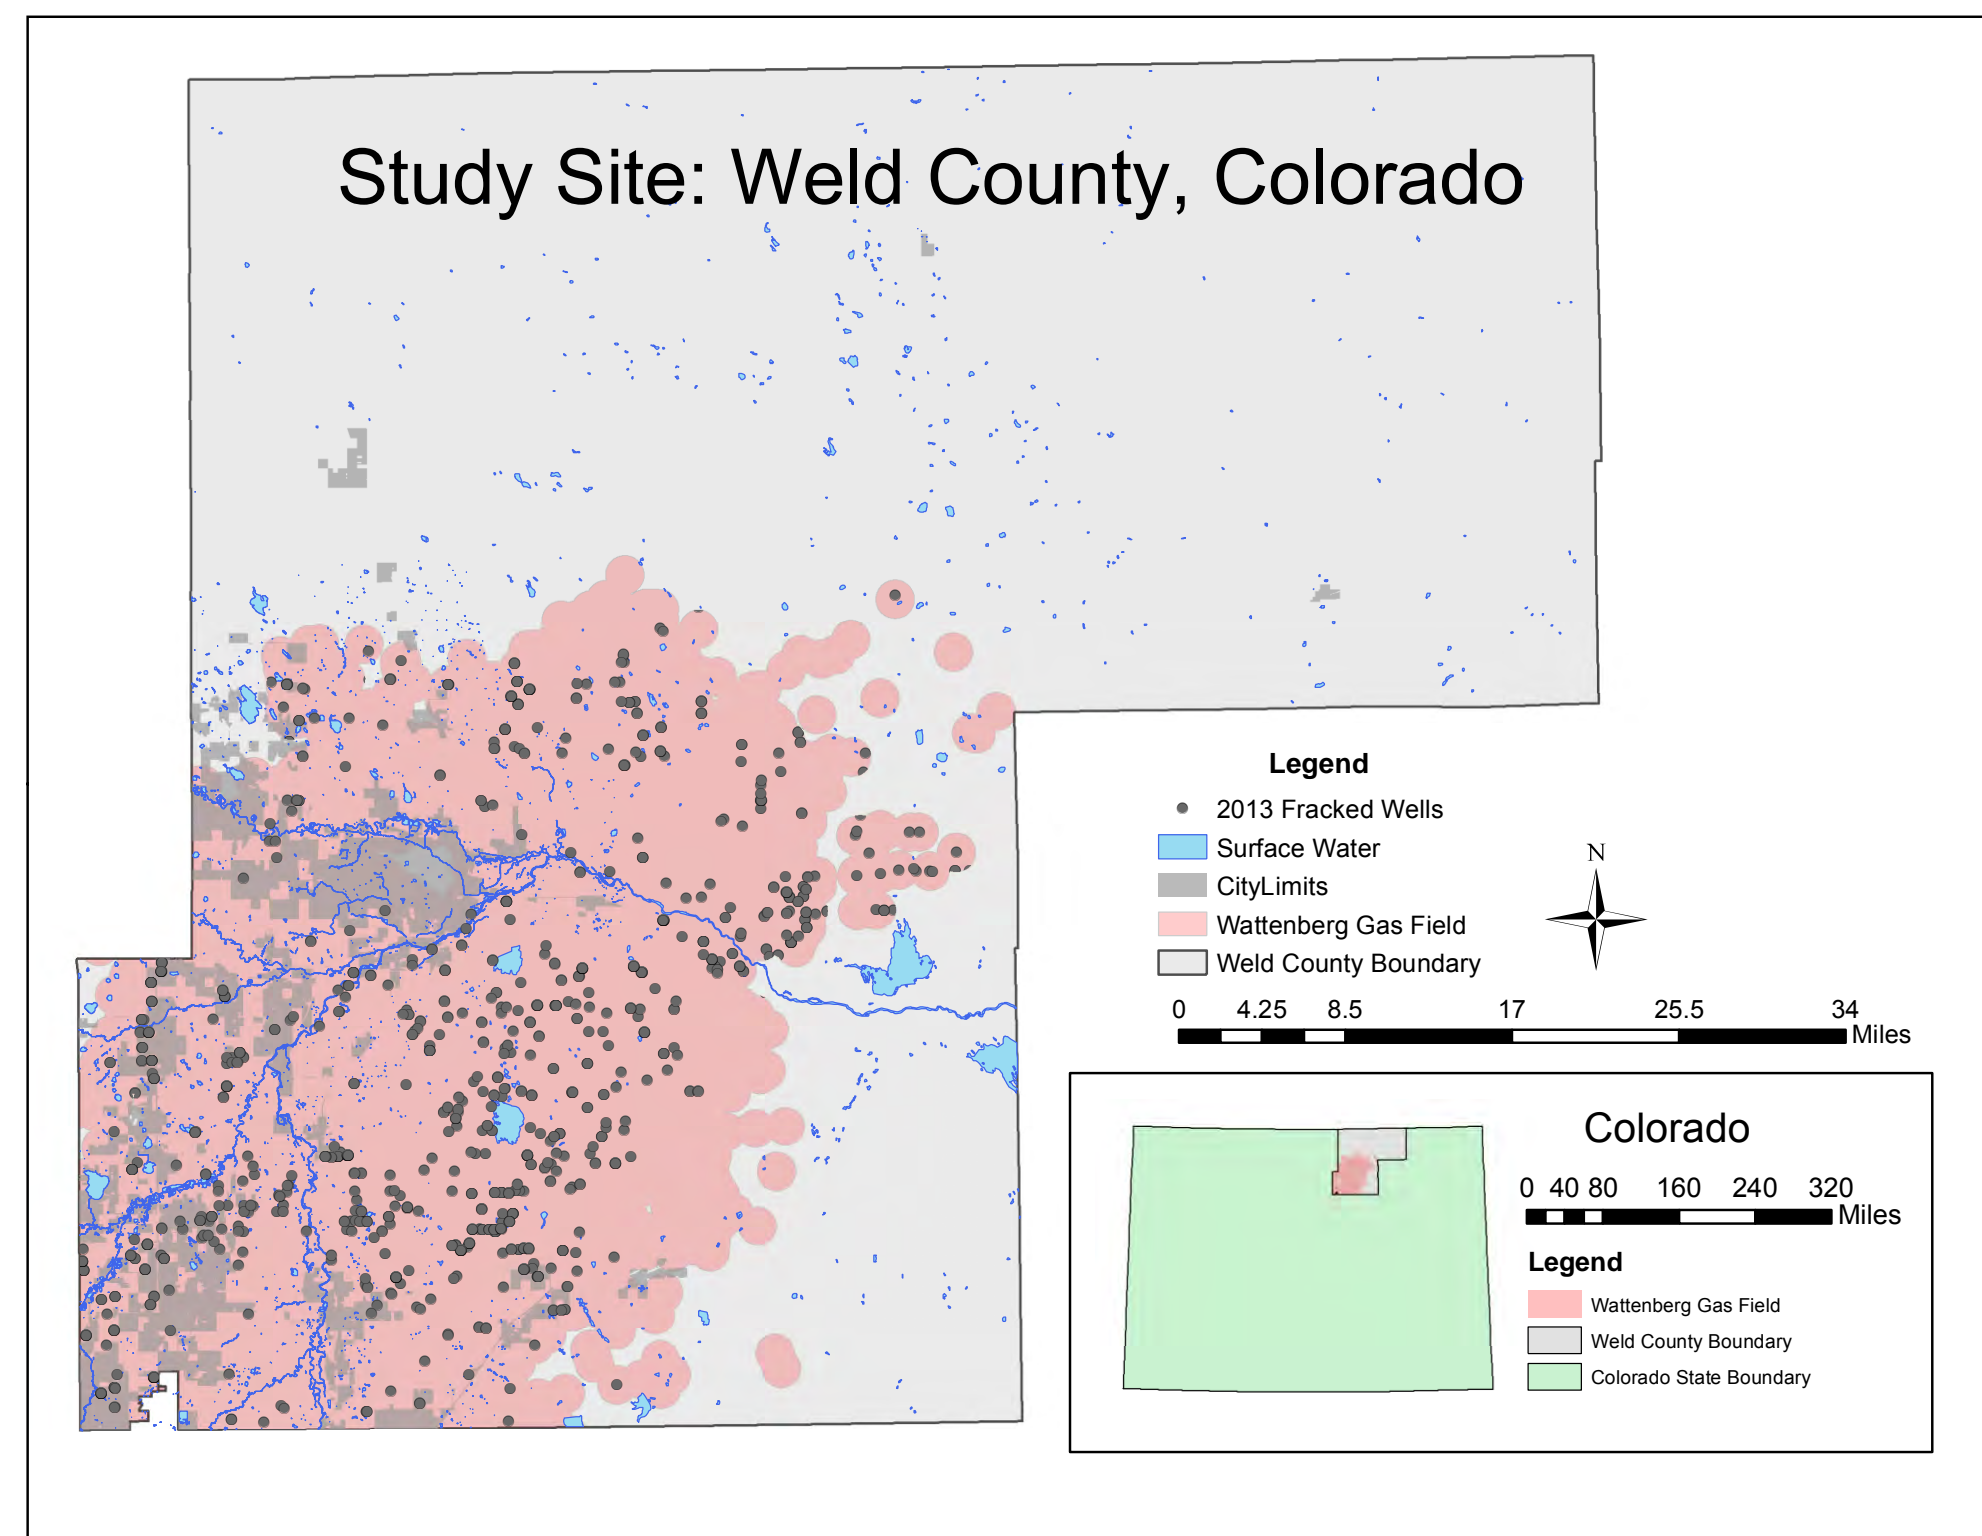 Study Site: Weld County, Colorado
Legend
2013 Fracked Wells
Surface Water
CityLimits
Wattenberg Gas Field
Weld County Boundary
N
0 4.25 8.5 17 25.5 34
Miles
Colorado
0 40 80 160 240 320
Miles
Legend
Wattenberg Gas Field
Weld County Boundary
Colorado State Boundary